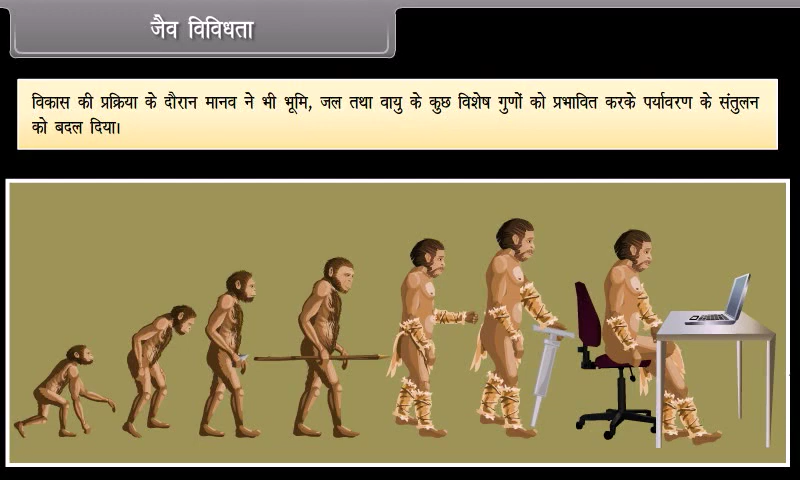 जैव विविधता
विकास की प्रक्रिया के दौरान मानव ने भी भूमि, जल तथा वायु के कुछ विशेष गुणों को प्रभावित करके पर्यावरण के संतुलन
को बदल दिया।